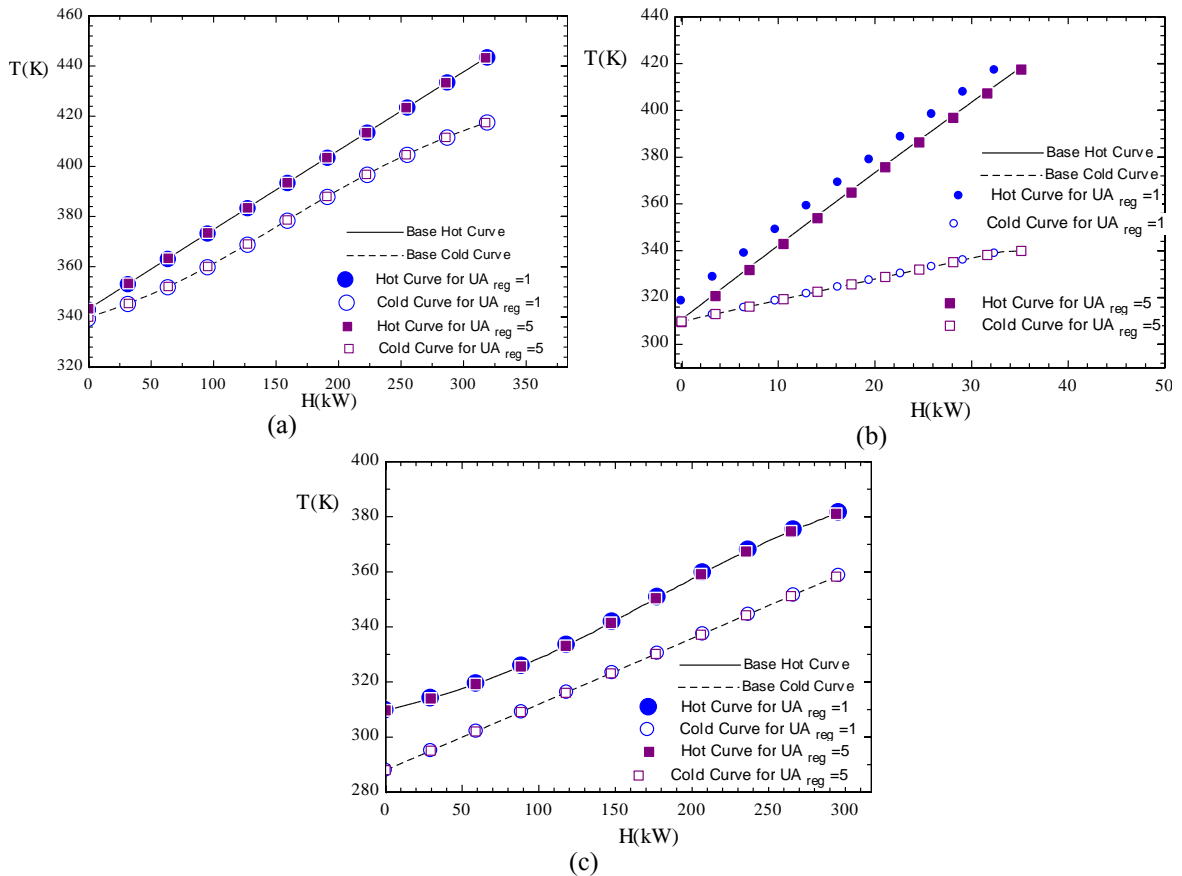 460
440
420
400
380
360
340
320
T(K)
0 50 100 150 200 250 300 350
H(kW)
Base Hot Curve
Base Cold Curve
Hot Curve for UA reg =1
Cold Curve for UA reg =1
Hot Curve for UA reg =5
Cold Curve for UA reg =5
(a)
440
420
400
380
360
340
320
300
T(K)
0 10 20 30 40 50
H(kW)
Base Hot Curve
Base Cold Curve
Hot Curve for UA reg =1
Cold Curve for UA reg =1
Hot Curve for UA reg =5
Cold Curve for UA reg =5
(b)
400
380
360
340
320
300
280
T(K)
0 50 100 150 200 250 300
H(kW)
Base Hot Curve
Base Cold Curve
Hot Curve for UA reg =1
Cold Curve for UA reg =1
Hot Curve for UA reg =5
Cold Curve for UA reg =5
(c)